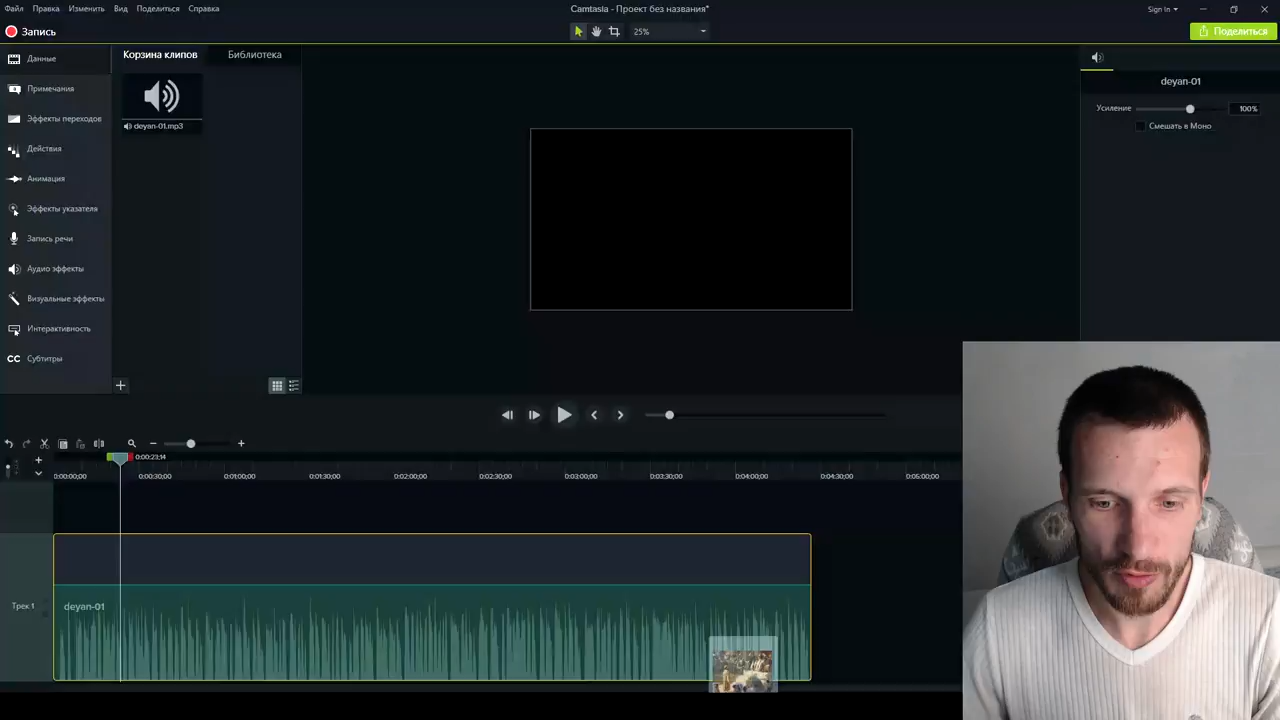 Файл Правка Изменить Вид Поделиться Справка Camtasia - Проект без названия* Sign In
Запись 25% Поделиться
Данные Корзина клипов Библиотека
deyan-01
Примечания
Усиление 100%
Эффекты переходов deyan-01.mp3 Смешать в Моно
Действия
Анимация
Эффекты указателя
Запись речи
Аудио эффекты
Визуальные эффекты
Интерактивность
CC Субтитры
0:00:23;14
0:00:00;00 0:00:30;00 0:01:00;00 0:01:30;00 0:02:00;00 0:02:30;00 0:03:00;00 0:03:30;00 0:04:00;00 0:04:30;00 0:05:00;00
Трек 1 deyan-01